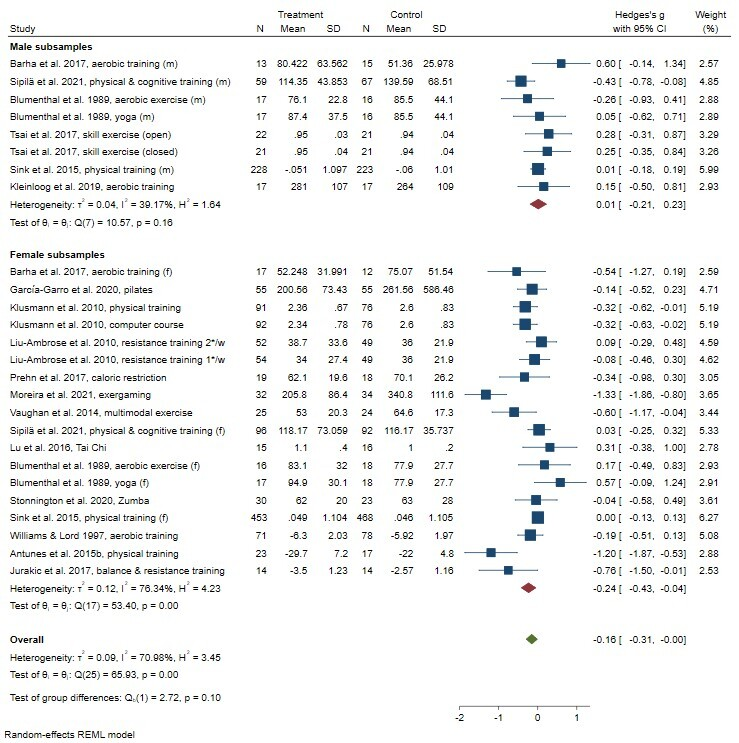 Treatment Control Hedges's g Weight
Study N Mean SD N Mean SD with 95% CI (%)
Male subsamples
Barha et al. 2017, aerobic training (m) 13 80.422 63.562 15 51.36 25.978 0.60 [ -0.14, 1.34] 2.57
Sipilä et al. 2021, physical & cognitive training (m) 59 114.35 43.853 67 139.59 68.51 -0.43 [ -0.78, -0.08] 4.85
Blumenthal et al. 1989, aerobic exercise (m) 17 76.1 22.8 16 85.5 44.1 -0.26 [ -0.93, 0.41] 2.88
Blumenthal et al. 1989, yoga (m) 17 87.4 37.5 16 85.5 44.1 0.05 [ -0.62, 0.71] 2.89
Tsai et al. 2017, skill exercise (open) 22 .95 .03 21 .94 .04 0.28 [ -0.31, 0.87] 3.29
Tsai et al. 2017, skill exercise (closed) 21 .95 .04 21 .94 .04 0.25 [ -0.35, 0.84] 3.26
Sink et al. 2015, physical training (m) 228 -.051 1.097 223 -.06 1.01 0.01 [ -0.18, 0.19] 5.99
Kleinloog et al. 2019, aerobic training 17 281 107 17 264 109 0.15 [ -0.50, 0.81] 2.93
Heterogeneity: τ² = 0.04, I² = 39.17%, H² = 1.64 0.01 [ -0.21, 0.23]
Test of θᵢ = θⱼ: Q(7) = 10.57, p = 0.16
Female subsamples
Barha et al. 2017, aerobic training (f) 17 52.248 31.991 12 75.07 51.54 -0.54 [ -1.27, 0.19] 2.59
García-Garro et al. 2020, pilates 55 200.56 73.43 55 261.56 586.46 -0.14 [ -0.52, 0.23] 4.71
Klusmann et al. 2010, physical training 91 2.36 .67 76 2.6 .83 -0.32 [ -0.62, -0.01] 5.19
Klusmann et al. 2010, computer course 92 2.34 .78 76 2.6 .83 -0.32 [ -0.63, -0.02] 5.19
Liu-Ambrose et al. 2010, resistance training 2*/w 52 38.7 33.6 49 36 21.9 0.09 [ -0.29, 0.48] 4.59
Liu-Ambrose et al. 2010, resistance training 1*/w 54 34 27.4 49 36 21.9 -0.08 [ -0.46, 0.30] 4.62
Prehn et al. 2017, caloric restriction 19 62.1 19.6 18 70.1 26.2 -0.34 [ -0.98, 0.30] 3.05
Moreira et al. 2021, exergaming 32 205.8 86.4 34 340.8 111.6 -1.33 [ -1.86, -0.80] 3.65
Vaughan et al. 2014, multimodal exercise 25 53 20.3 24 64.6 17.3 -0.60 [ -1.17, -0.04] 3.44
Sipilä et al. 2021, physical & cognitive training (f) 96 118.17 73.059 92 116.17 35.737 0.03 [ -0.25, 0.32] 5.33
Lu et al. 2016, Tai Chi 15 1.1 .4 16 1 .2 0.31 [ -0.38, 1.00] 2.78
Blumenthal et al. 1989, aerobic exercise (f) 16 83.1 32 18 77.9 27.7 0.17 [ -0.49, 0.83] 2.93
Blumenthal et al. 1989, yoga (f) 17 94.9 30.1 18 77.9 27.7 0.57 [ -0.09, 1.24] 2.91
Stonnington et al. 2020, Zumba 30 62 20 23 63 28 -0.04 [ -0.58, 0.49] 3.61
Sink et al. 2015, physical training (f) 453 .049 1.104 468 .046 1.105 0.00 [ -0.13, 0.13] 6.27
Williams & Lord 1997, aerobic training 71 -6.3 2.03 78 -5.92 1.97 -0.19 [ -0.51, 0.13] 5.08
Antunes et al. 2015b, physical training 23 -29.7 7.2 17 -22 4.8 -1.20 [ -1.87, -0.53] 2.88
Jurakic et al. 2017, balance & resistance training 14 -3.5 1.23 14 -2.57 1.16 -0.76 [ -1.50, -0.01] 2.53
Heterogeneity: τ² = 0.12, I² = 76.34%, H² = 4.23 -0.24 [ -0.43, -0.04]
Test of θᵢ = θⱼ: Q(17) = 53.40, p = 0.00
Overall -0.16 [ -0.31, -0.00]
Heterogeneity: τ² = 0.09, I² = 70.98%, H² = 3.45
Test of θᵢ = θⱼ: Q(25) = 65.93, p = 0.00
Test of group differences: Qᵦ(1) = 2.72, p = 0.10
-2 -1 0 1
Random-effects REML model